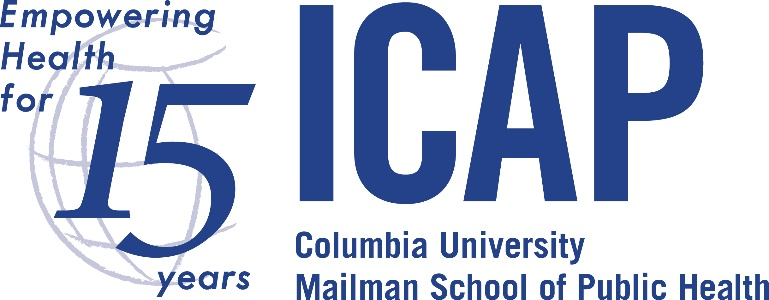 Empowering
Health
for
15
years
ICAP
Columbia University
Mailman School of Public Health